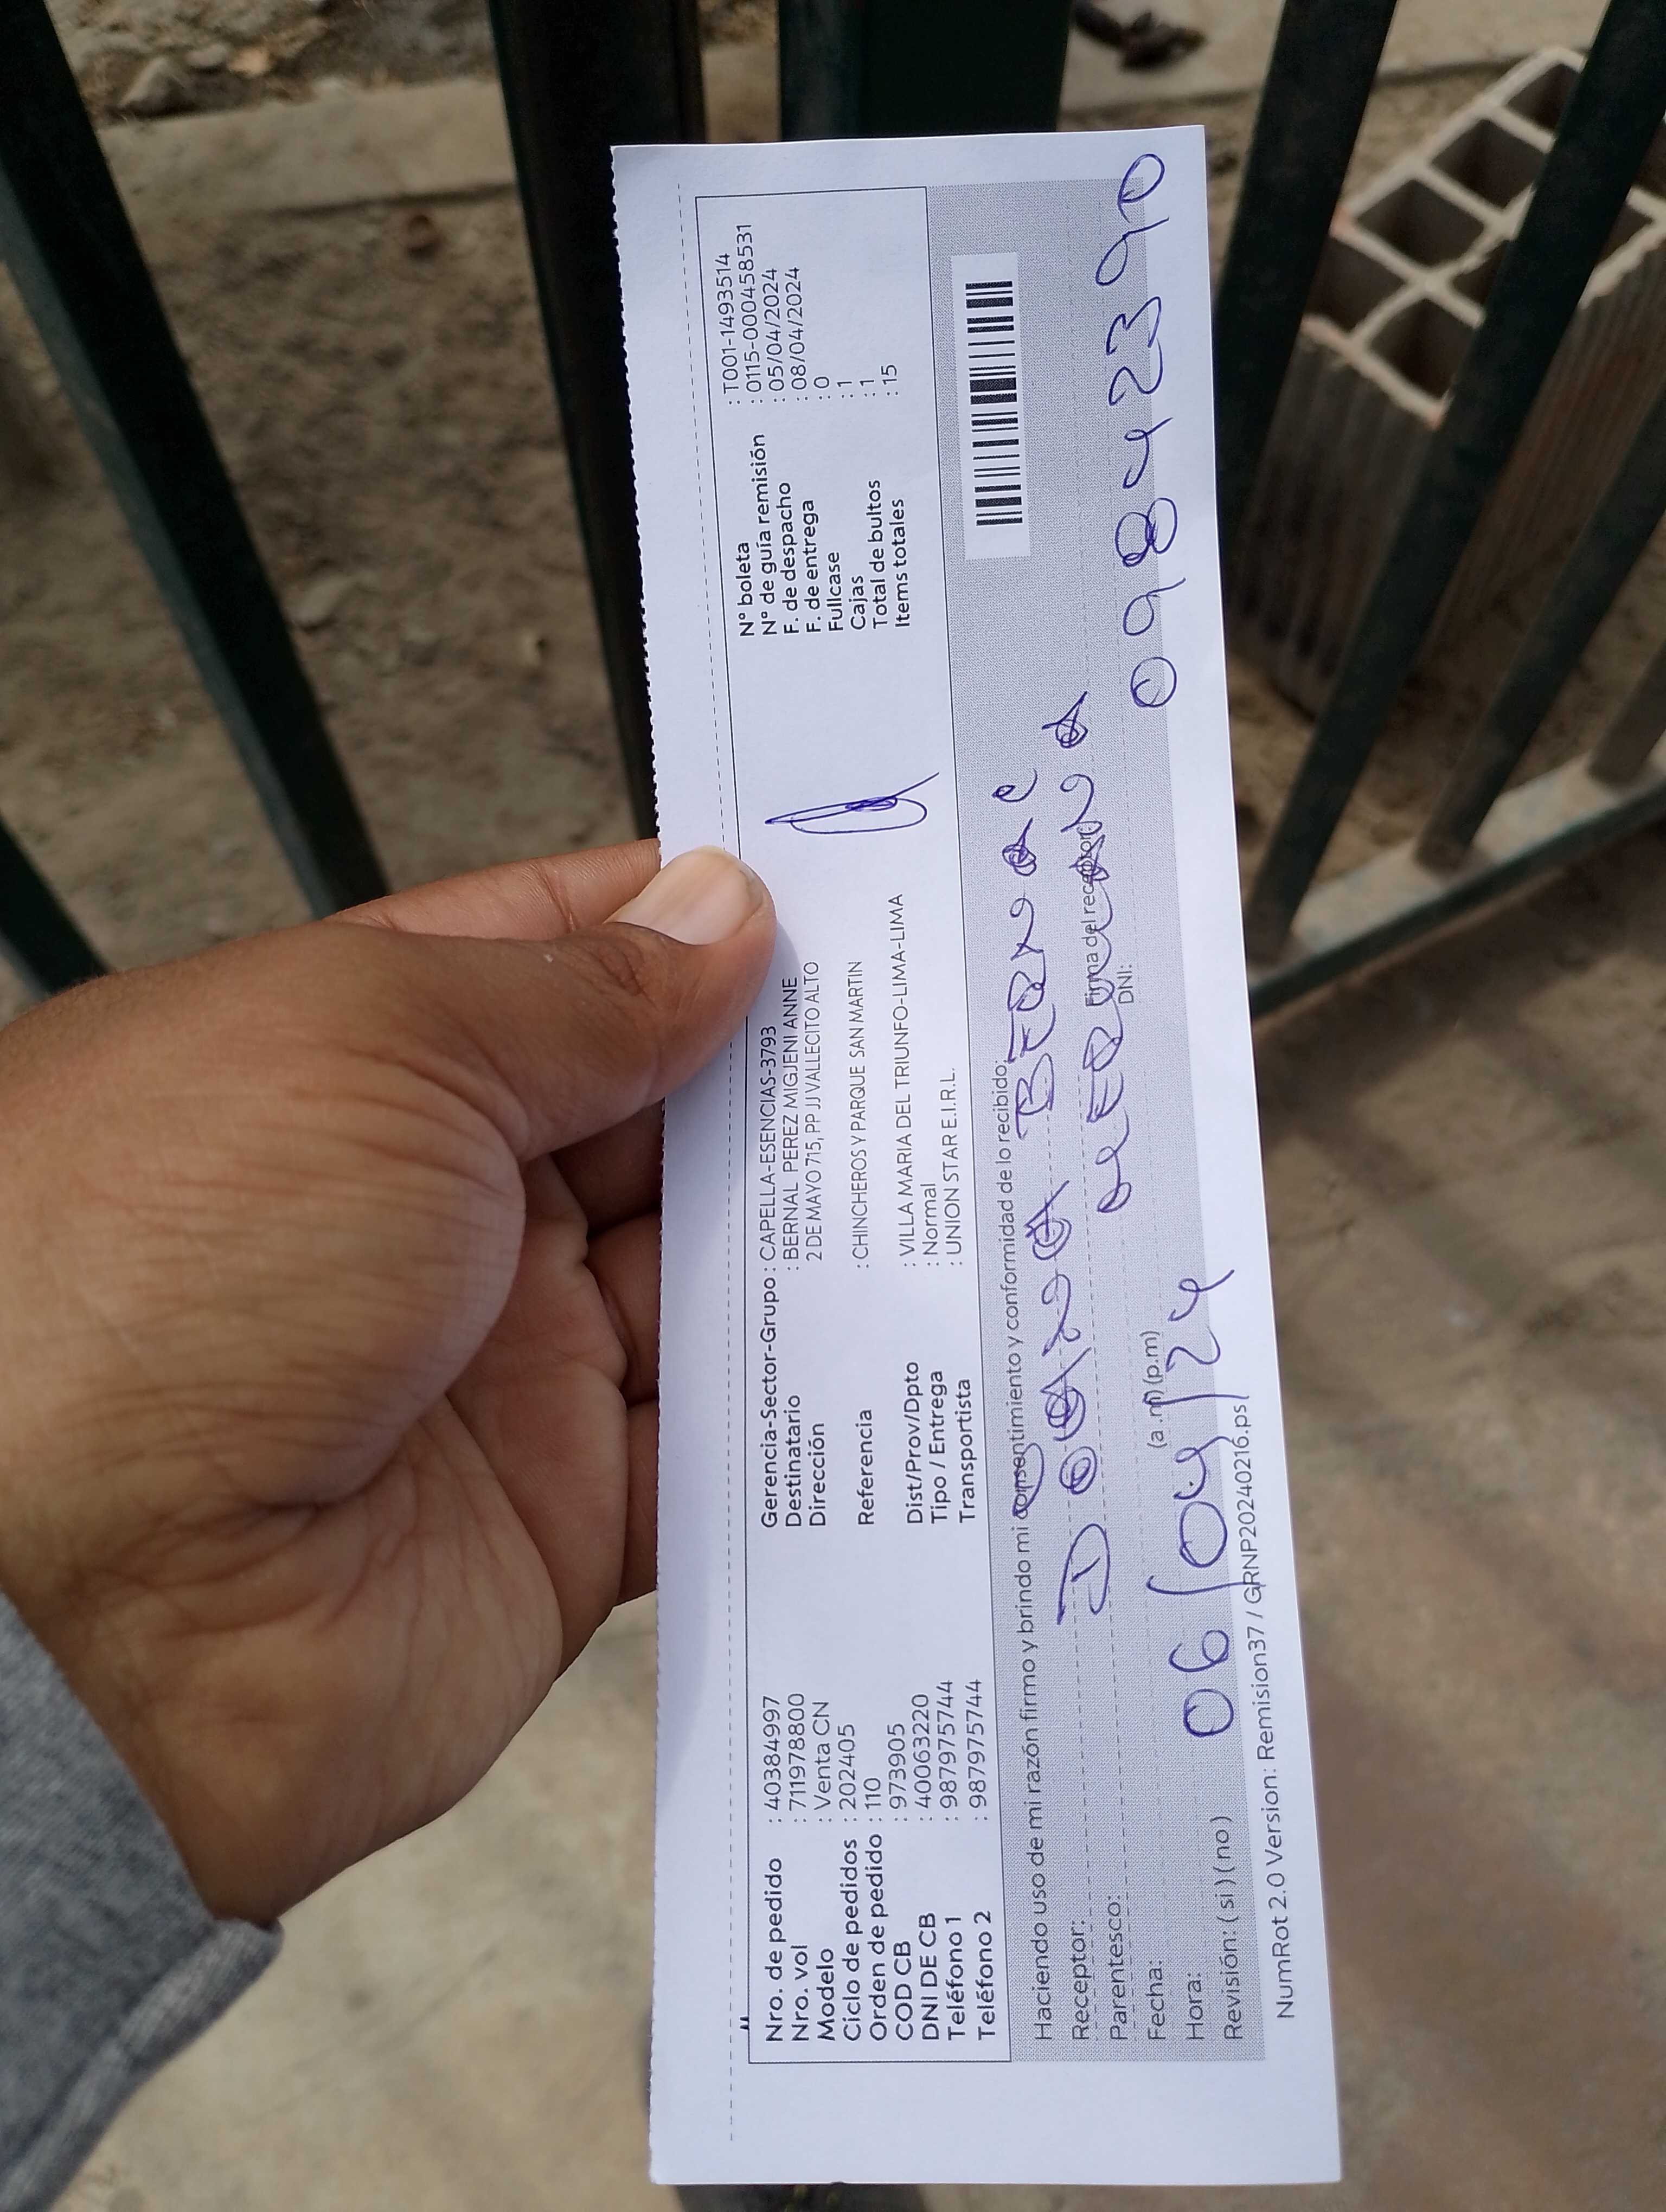 Nro. de pedido : 40384997
Nro. vol : 711978800
Modelo : Venta CN
Ciclo de pedidos : 202405
Orden de pedido : 110
COD CB : 973905
DNI DE CB : 40063220
Teléfono 1 : 987975744
Teléfono 2 : 987975744
Gerencia-Sector-Grupo : CAPELLA-ESENCIAS-3793
Destinatario : BERNAL PEREZ MIGJENI ANNE
Dirección 2 DE MAYO 715, PP JJ VALLECITO ALTO
Referencia : CHINCHEROS Y PARQUE SAN MARTIN
Dist/Prov/Dpto : VILLA MARIA DEL TRIUNFO-LIMA-LIMA
Tipo / Entrega : Normal
Transportista : UNION STAR E.I.R.L.
N° boleta : T001-1493514
N° de guía remisión : 0115-0000458531
F. de despacho : 05/04/2024
F. de entrega : 08/04/2024
Fullcase : 0
Cajas : 1
Total de bultos : 1
Items totales : 15
Haciendo uso de mi razón firmo y brindo mi consentimiento y conformidad de lo recibido:
Receptor:
Parentesco:
Firma del receptor
Fecha: (a.m) (p.m)
DNI: 09842390
Hora: 06/04/24
Revisión: ( si ) ( no )
NumRot 2.0 Version: Remision37 / GRNP20240216.ps